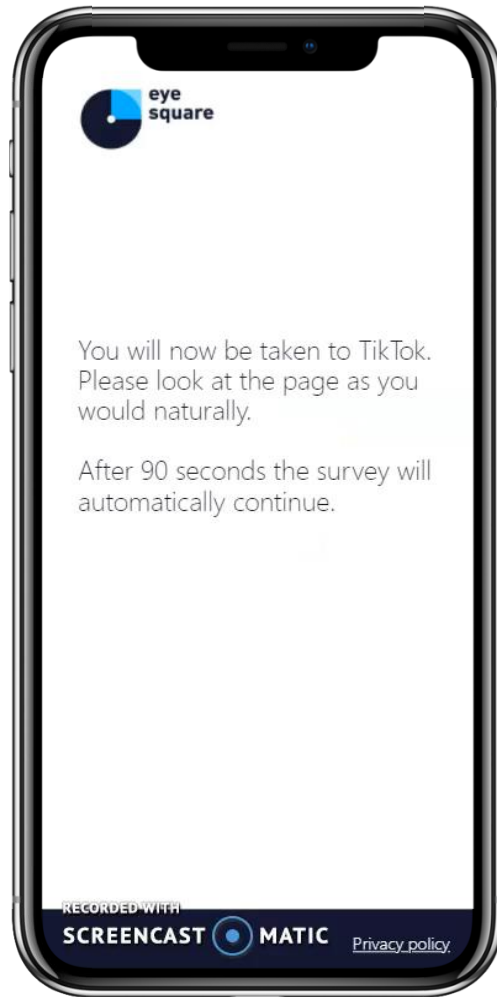 eye
square
You will now be taken to TikTok.
Please look at the page as you
would naturally.
After 90 seconds the survey will
automatically continue.
RECORDED WITH
SCREENCAST MATIC
Privacy policy